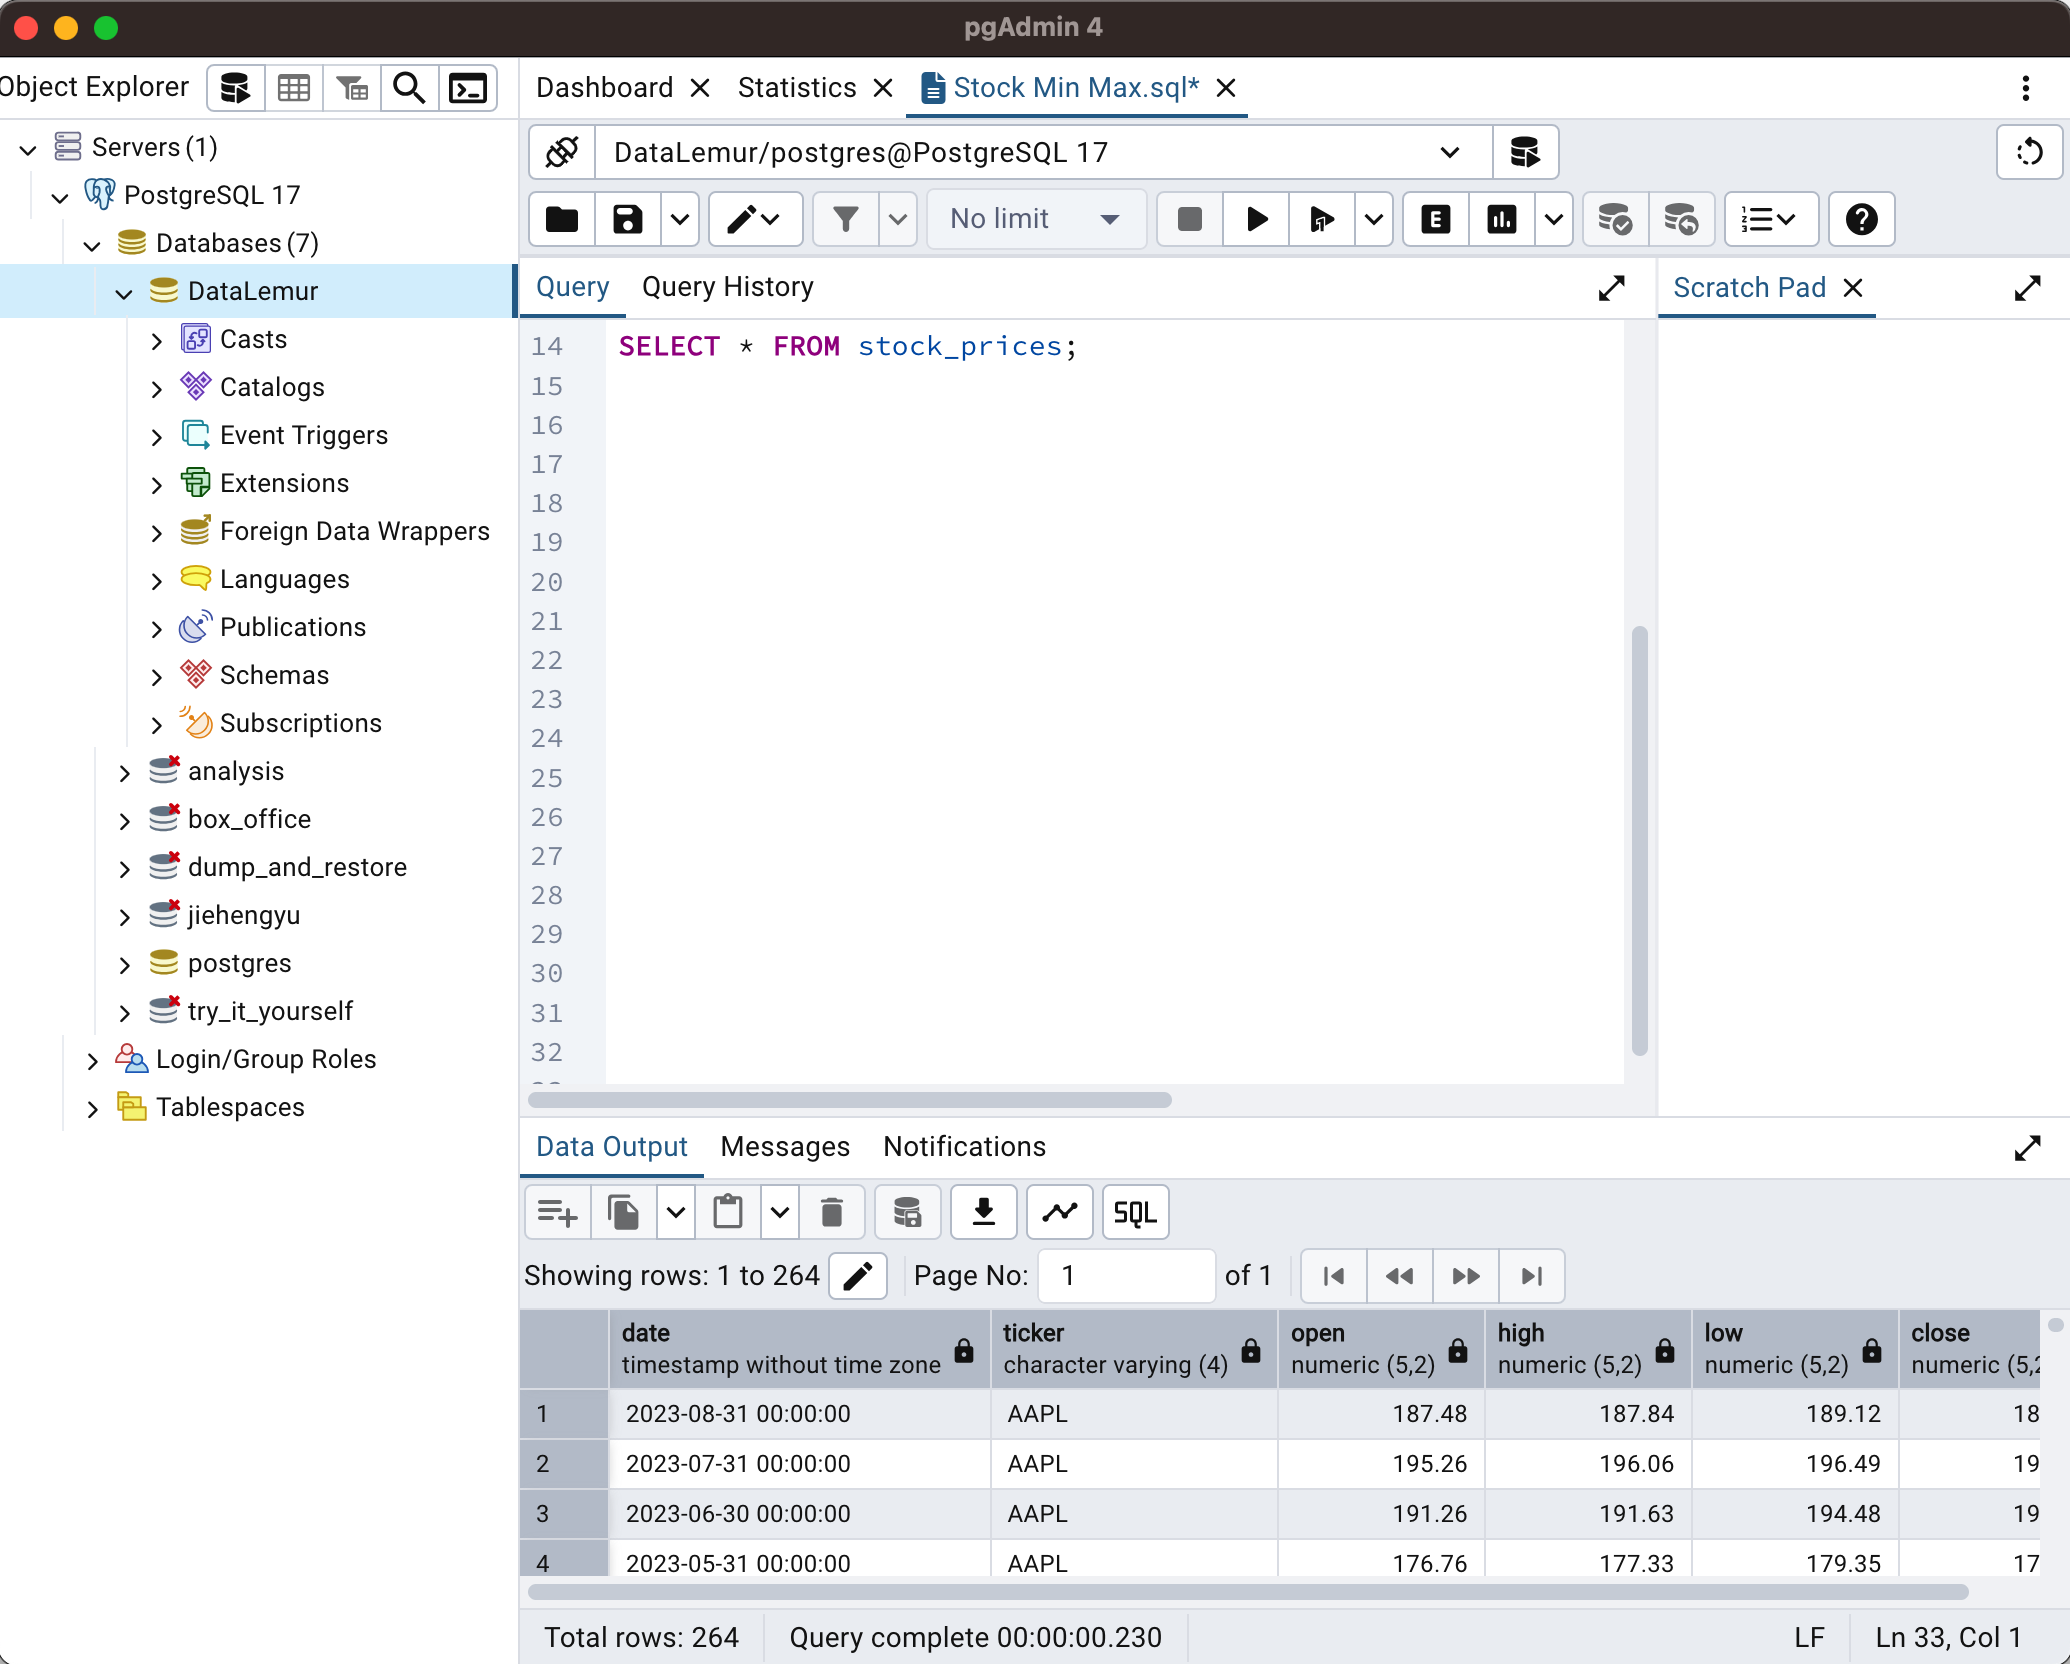 pgAdmin 4
Object Explorer
Servers (1)
PostgreSQL 17
Databases (7)
DataLemur
Casts
Catalogs
Event Triggers
Extensions
Foreign Data Wrappers
Languages
Publications
Schemas
Subscriptions
analysis
box_office
dump_and_restore
jiehengyu
postgres
try_it_yourself
Login/Group Roles
Tablespaces
Dashboard Statistics Stock Min Max.sql*
DataLemur/postgres@PostgreSQL 17
No limit E
Query Query History
Scratch Pad
14 SELECT * FROM stock_prices;
15
16
17
18
19
20
21
22
23
24
25
26
27
28
29
30
31
32
Data Output Messages Notifications
SQL
Showing rows: 1 to 264 Page No: 1 of 1
date ticker open high low close
timestamp without time zone character varying (4) numeric (5,2) numeric (5,2) numeric (5,2) numeric (5,2
1 2023-08-31 00:00:00 AAPL 187.48 187.84 189.12 18
2 2023-07-31 00:00:00 AAPL 195.26 196.06 196.49 19
3 2023-06-30 00:00:00 AAPL 191.26 191.63 194.48 19
4 2023-05-31 00:00:00 AAPL 176.76 177.33 179.35 17
Total rows: 264 Query complete 00:00:00.230 LF Ln 33, Col 1